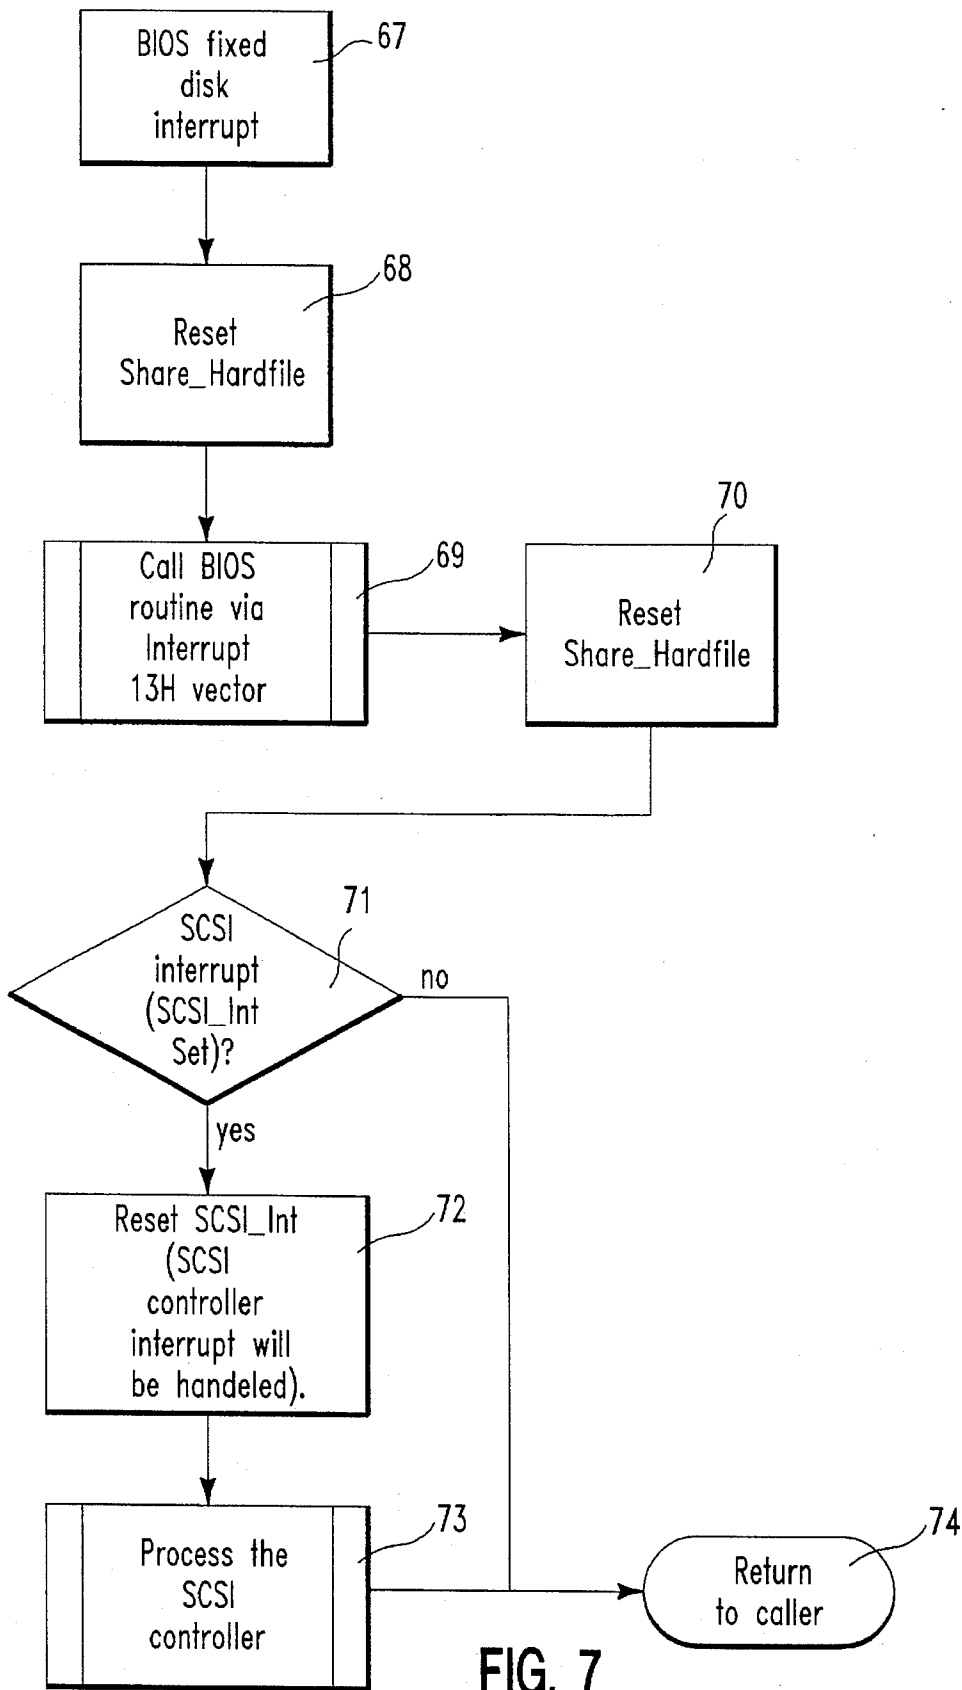 BIOS fixed
disk
interrupt
67
Reset
Share_Hardfile
68
Call BIOS
routine via
Interrupt
13H vector
69
Reset
Share_Hardfile
70
SCSI
interrupt
(SCSI_Int
Set)?
71
no
yes
Reset SCSI_Int
(SCSI
controller
interrupt will
be handeled).
72
Process the
SCSI
controller
73
Return
to caller
74
FIG. 7